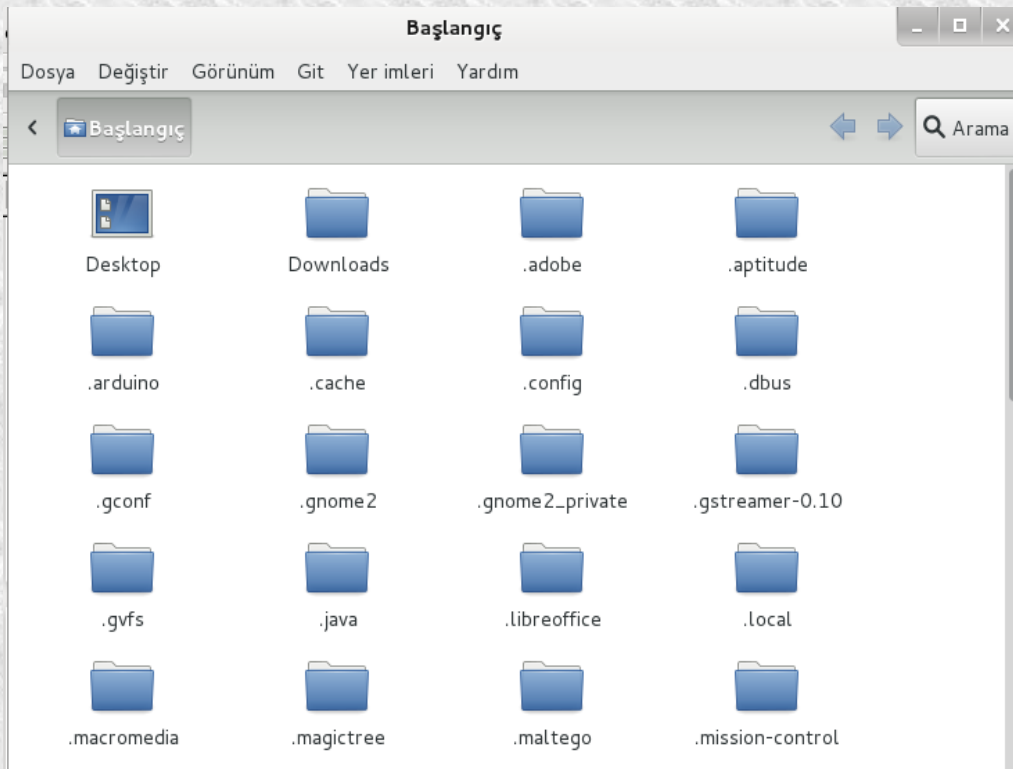 Başlangıç
Dosya Değiştir Görünüm Git Yer imleri Yardım
Başlangıç Arama
Desktop Downloads .adobe .aptitude
.arduino .cache .config .dbus
.gconf .gnome2 .gnome2_private .gstreamer-0.10
.gvfs .java .libreoffice .local
.macromedia .magictree .maltego .mission-control